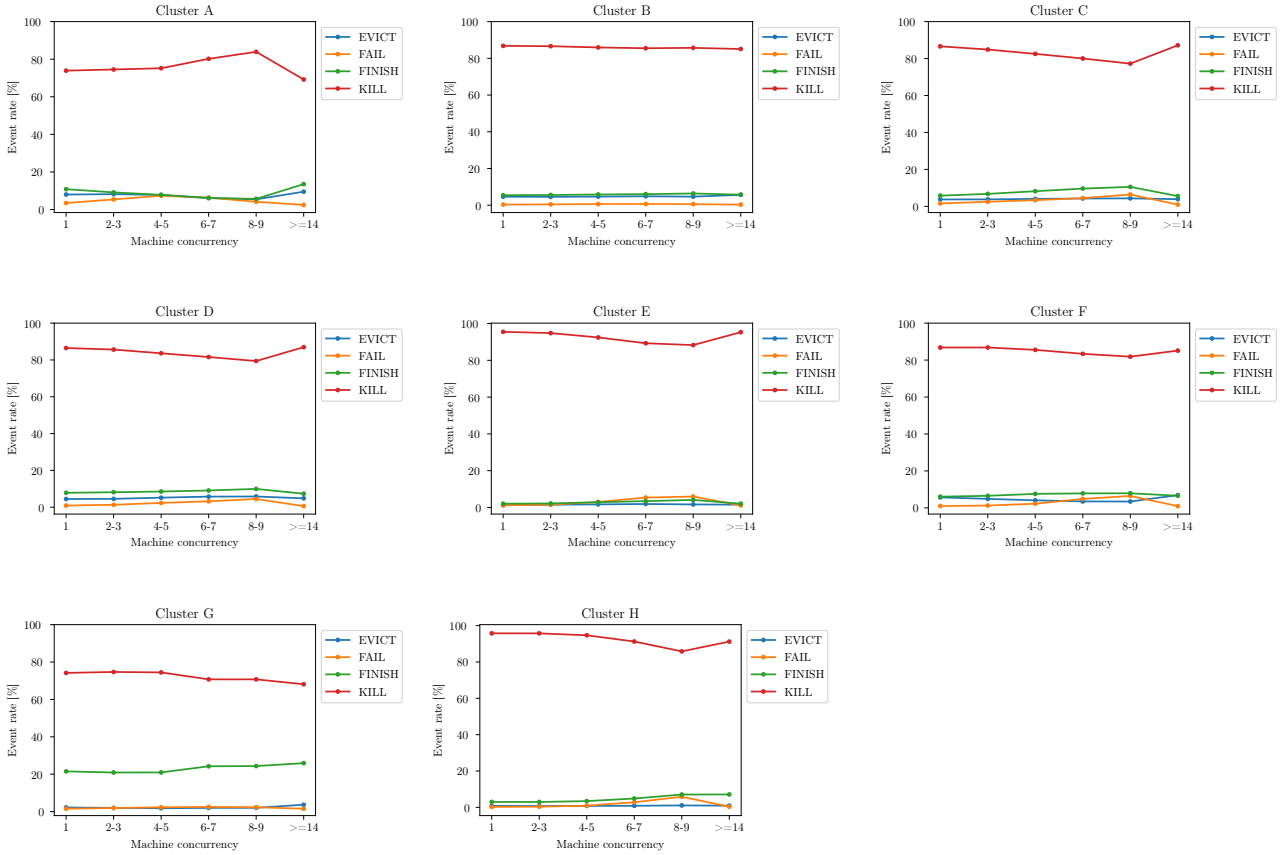 Cluster A
100
80
60
40
20
0
Event rate [%]
1 2-3 4-5 6-7 8-9 >=14
Machine concurrency
EVICT
FAIL
FINISH
KILL
Cluster B
100
80
60
40
20
0
Event rate [%]
1 2-3 4-5 6-7 8-9 >=14
Machine concurrency
EVICT
FAIL
FINISH
KILL
Cluster C
100
80
60
40
20
0
Event rate [%]
1 2-3 4-5 6-7 8-9 >=14
Machine concurrency
EVICT
FAIL
FINISH
KILL
Cluster D
100
80
60
40
20
0
Event rate [%]
1 2-3 4-5 6-7 8-9 >=14
Machine concurrency
EVICT
FAIL
FINISH
KILL
Cluster E
100
80
60
40
20
0
Event rate [%]
1 2-3 4-5 6-7 8-9 >=14
Machine concurrency
EVICT
FAIL
FINISH
KILL
Cluster F
100
80
60
40
20
0
Event rate [%]
1 2-3 4-5 6-7 8-9 >=14
Machine concurrency
EVICT
FAIL
FINISH
KILL
Cluster G
100
80
60
40
20
0
Event rate [%]
1 2-3 4-5 6-7 8-9 >=14
Machine concurrency
EVICT
FAIL
FINISH
KILL
Cluster H
100
80
60
40
20
0
Event rate [%]
1 2-3 4-5 6-7 8-9 >=14
Machine concurrency
EVICT
FAIL
FINISH
KILL